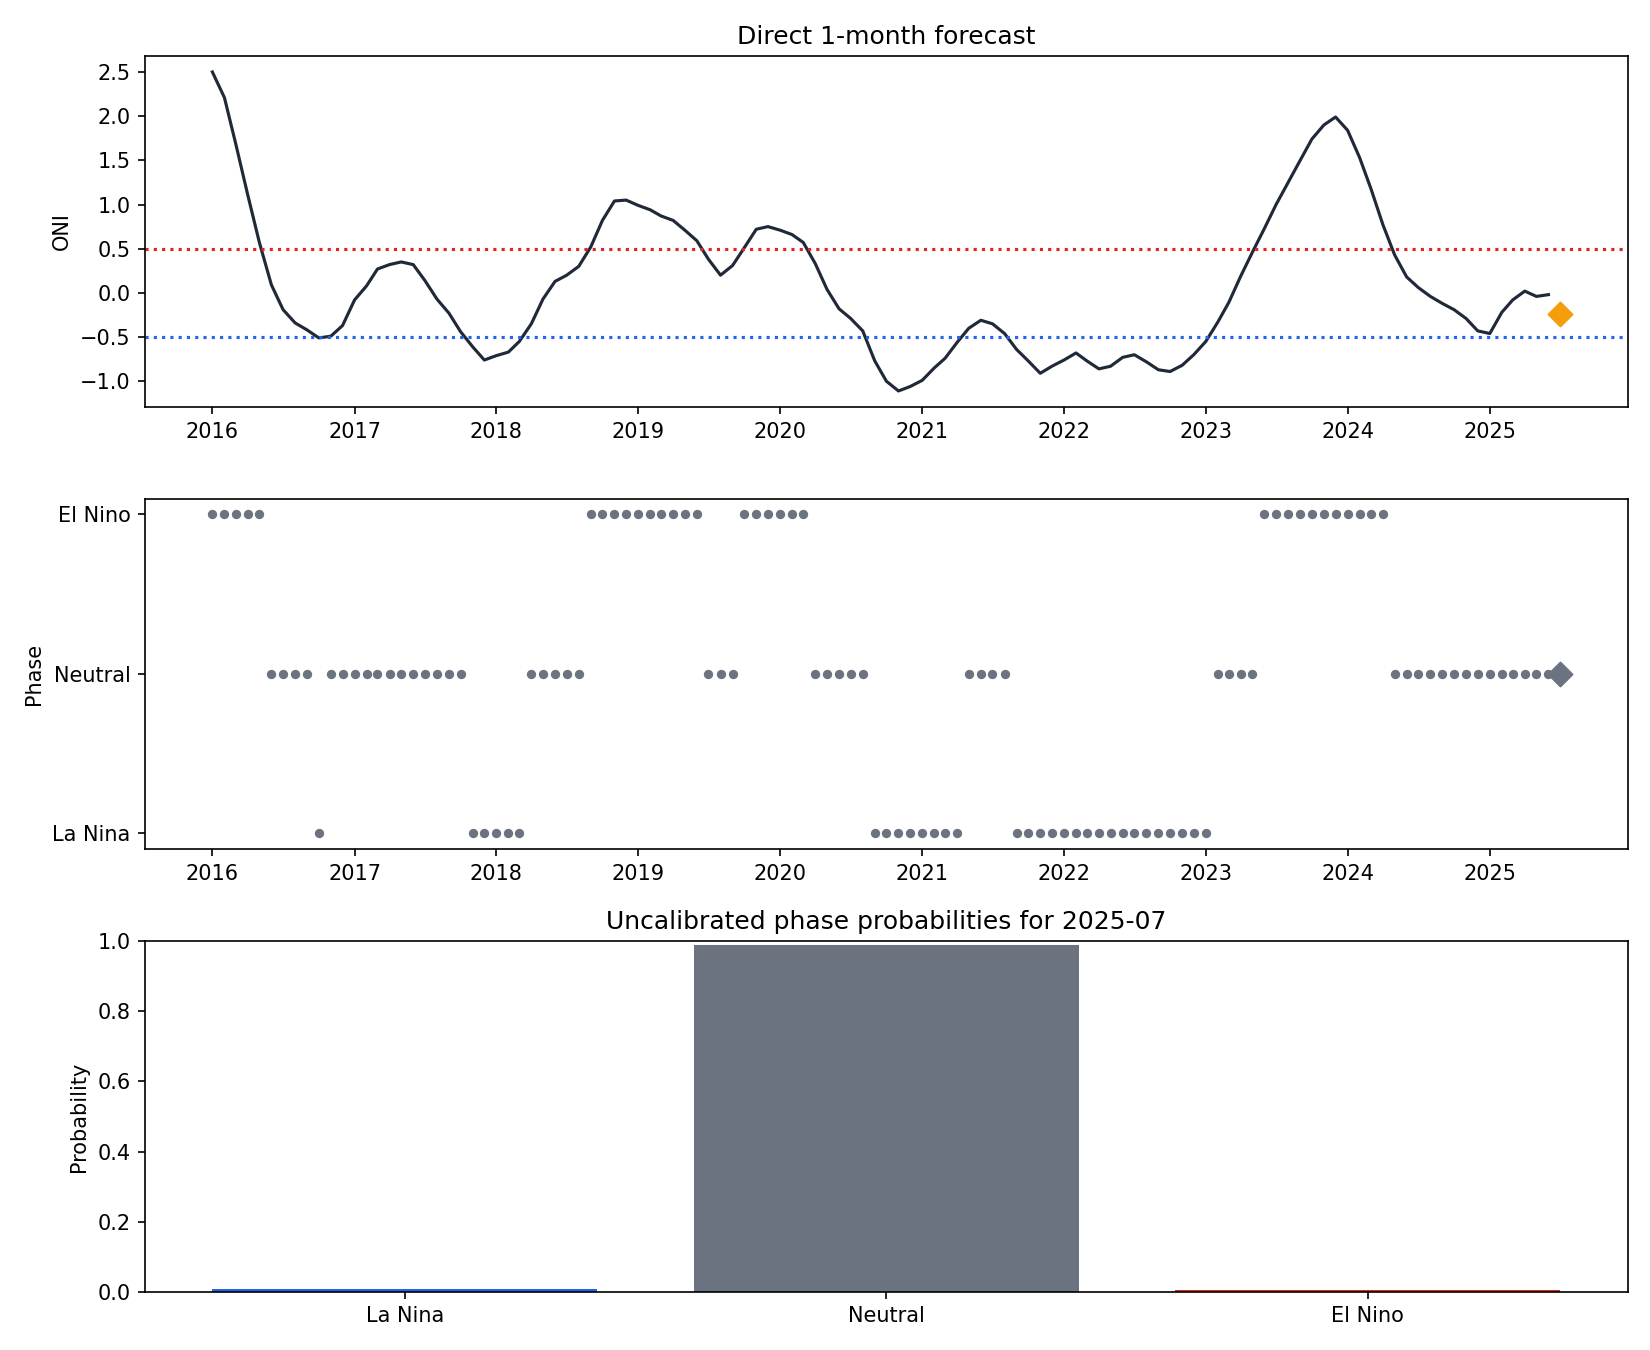 Direct 1-month forecast
ONI
2.5
2.0
1.5
1.0
0.5
0.0
−0.5
−1.0
2016 2017 2018 2019 2020 2021 2022 2023 2024 2025
Phase
El Nino
Neutral
La Nina
2016 2017 2018 2019 2020 2021 2022 2023 2024 2025
Uncalibrated phase probabilities for 2025-07
Probability
1.0
0.8
0.6
0.4
0.2
0.0
La Nina Neutral El Nino